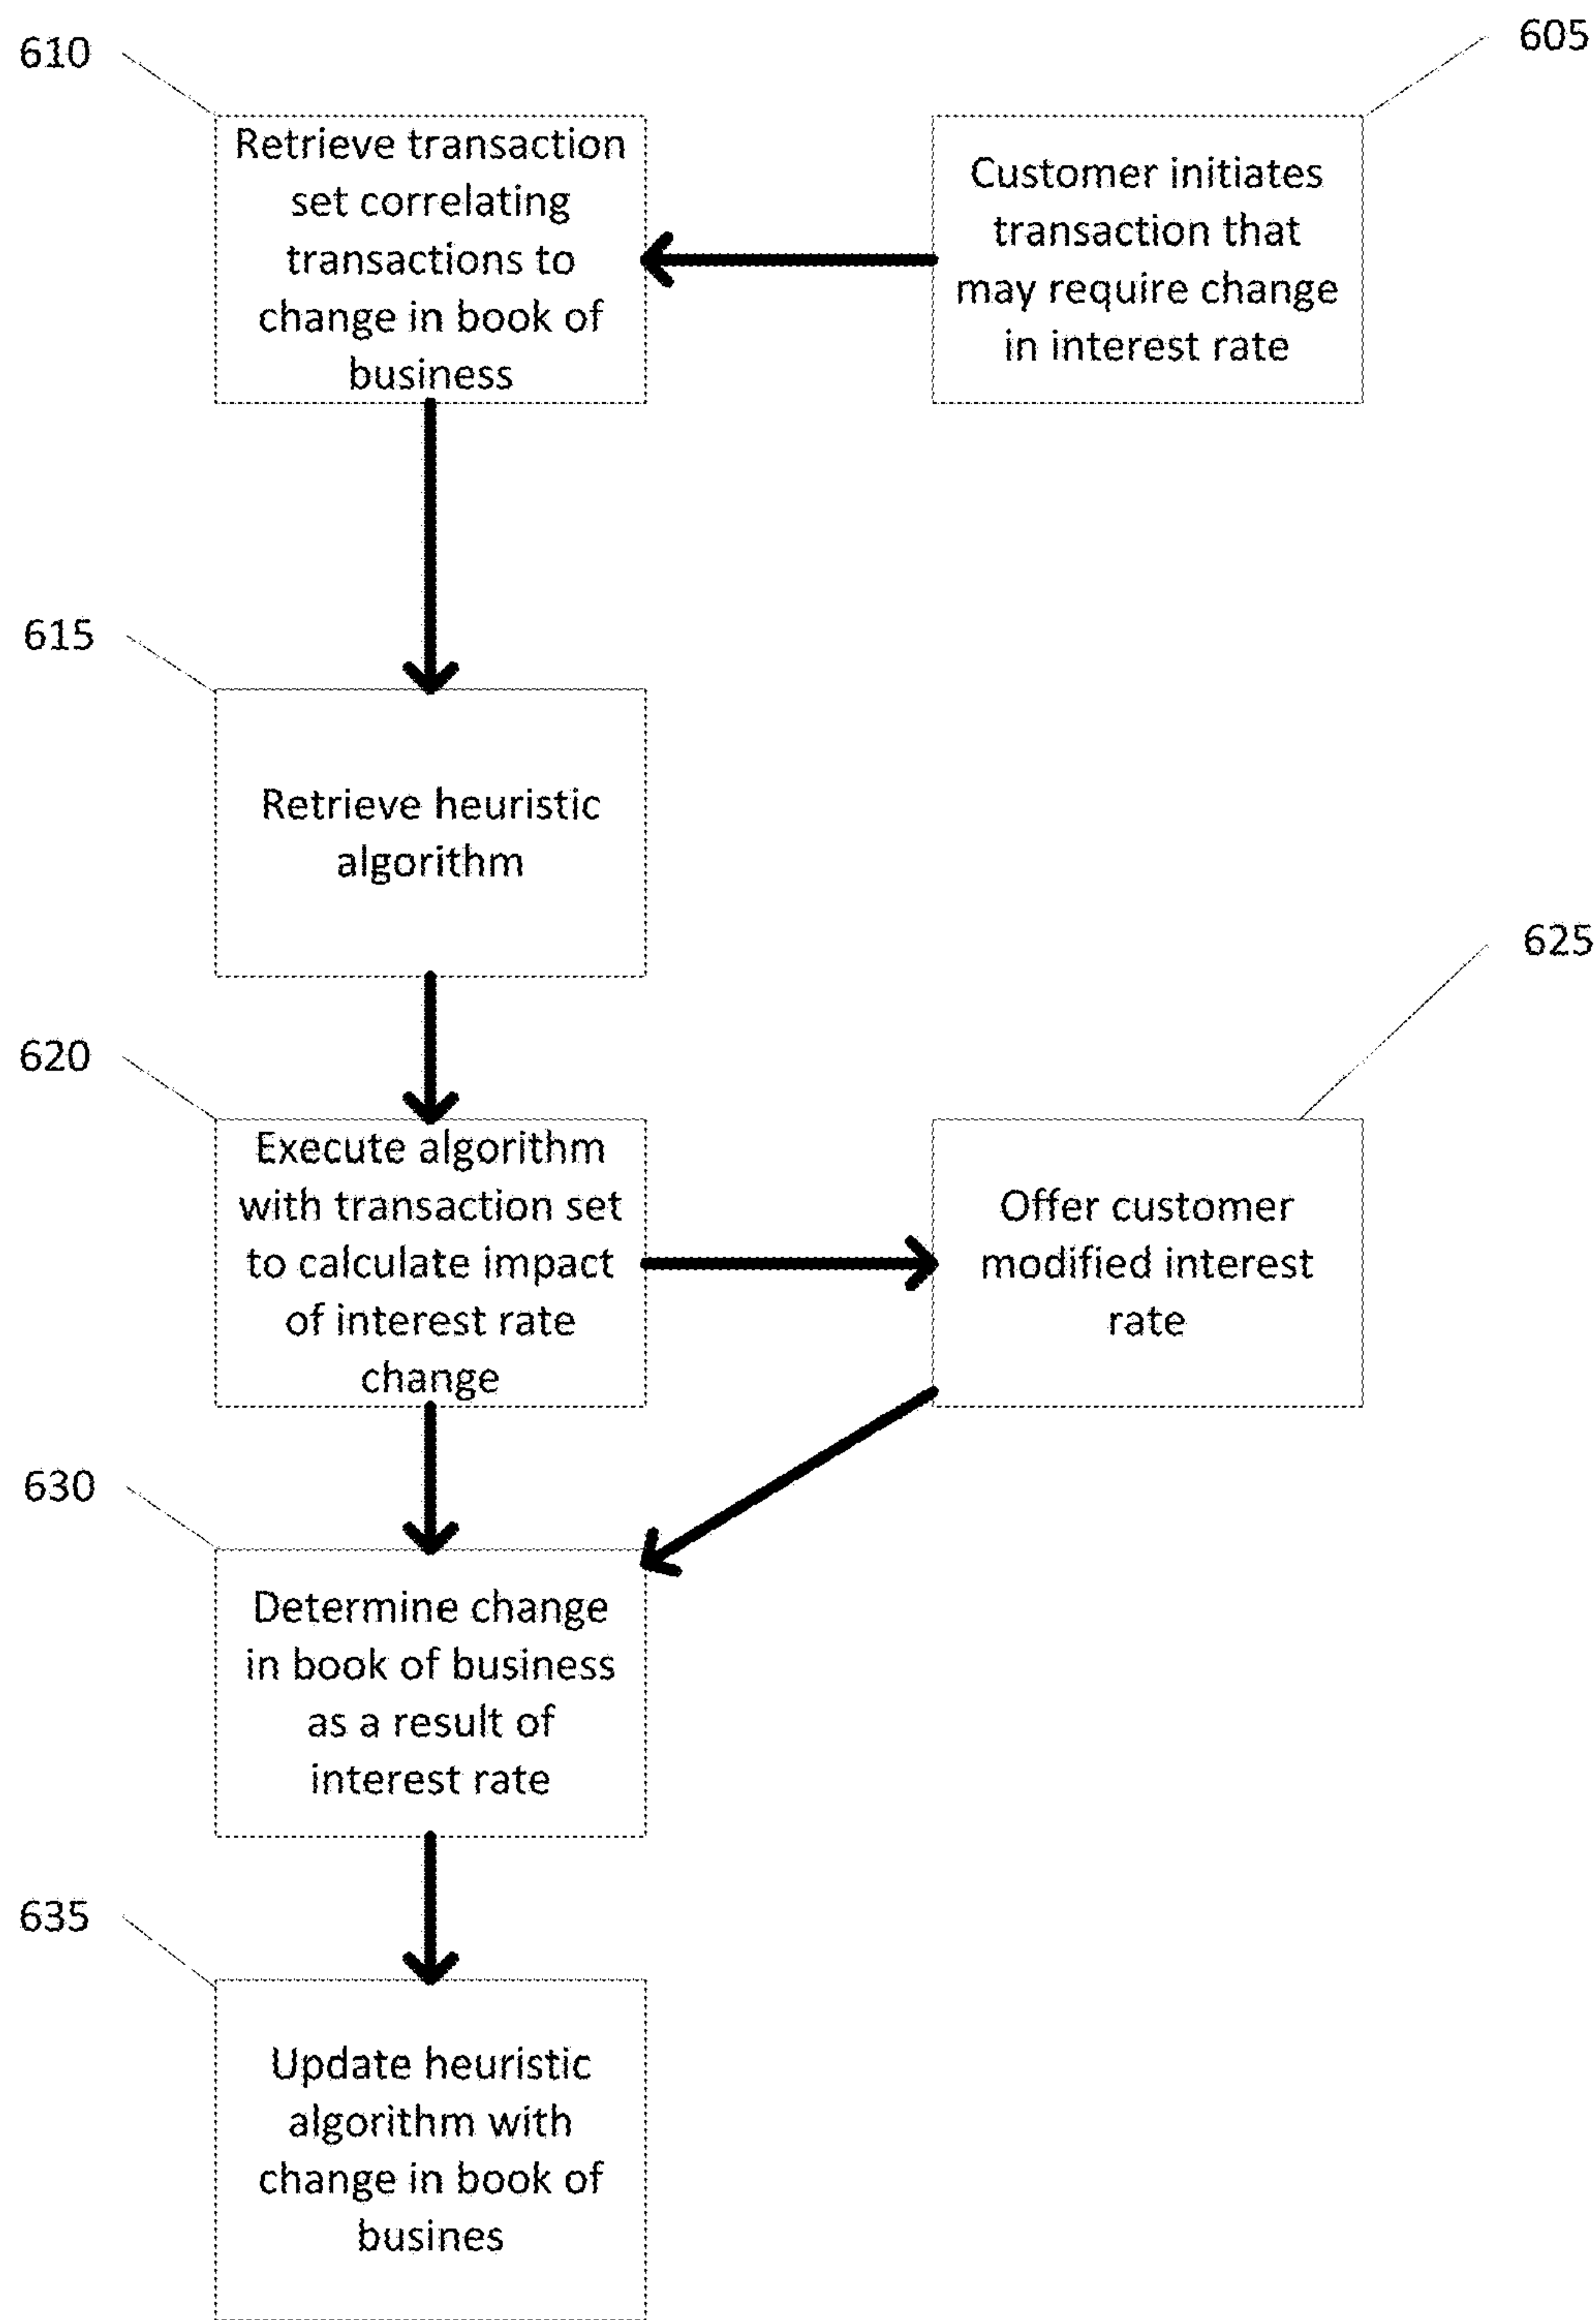 610
605
Retrieve transaction
set correlating
transactions to
change in book of
business
Customer initiates
transaction that
may require change
in interest rate
615
Retrieve heuristic
algorithm
625
620
Execute algorithm
with transaction set
to calculate impact
of interest rate
change
Offer customer
modified interest
rate
630
Determine change
in book of business
as a result of
interest rate
635
Update heuristic
algorithm with
change in book of
busines